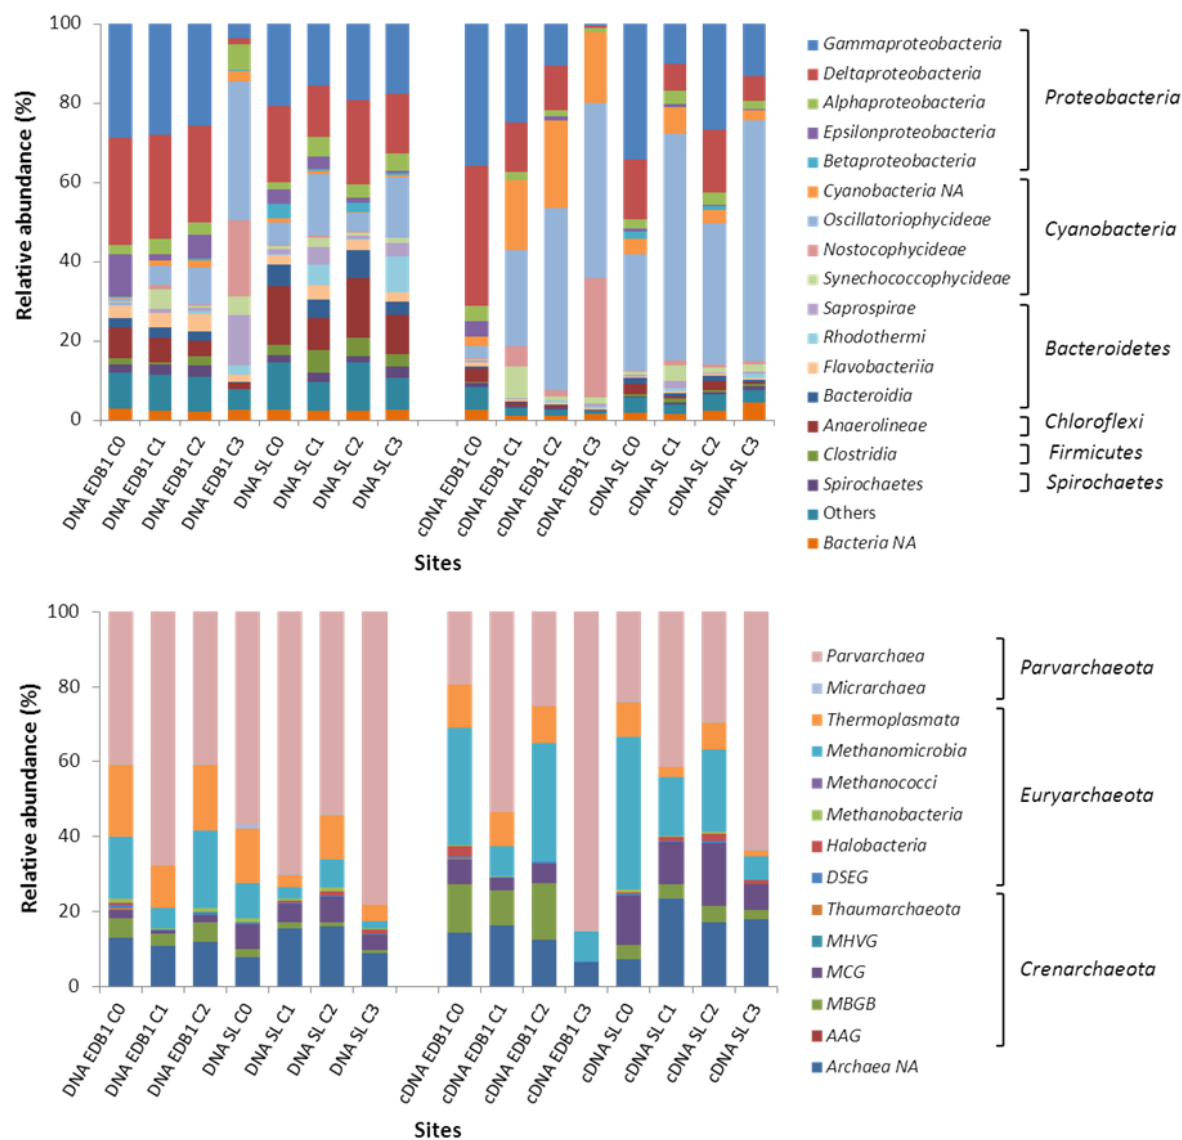 Relative abundance (%)
100
80
60
40
20
0
DNA EDB1 C0
DNA EDB1 C1
DNA EDB1 C2
DNA EDB1 C3
DNA SL C0
DNA SL C1
DNA SL C2
DNA SL C3
cDNA EDB1 C0
cDNA EDB1 C1
cDNA EDB1 C2
cDNA EDB1 C3
cDNA SL C0
cDNA SL C1
cDNA SL C2
cDNA SL C3
Sites
Gammaproteobacteria
Deltaproteobacteria
Alphaproteobacteria
Epsilonproteobacteria
Betaproteobacteria
Cyanobacteria NA
Oscillatoriophycideae
Nostocophycideae
Synechococcophycideae
Saprospirae
Rhodothermi
Flavobacteriia
Bacteroidia
Anaerolineae
Clostridia
Spirochaetes
Others
Bacteria NA
Proteobacteria
Cyanobacteria
Bacteroidetes
Chloroflexi
Firmicutes
Spirochaetes
Relative abundance (%)
100
80
60
40
20
0
DNA EDB1 C0
DNA EDB1 C1
DNA EDB1 C2
DNA SL C0
DNA SL C1
DNA SL C2
DNA SL C3
cDNA EDB1 C0
cDNA EDB1 C1
cDNA EDB1 C2
cDNA EDB1 C3
cDNA SL C0
cDNA SL C1
cDNA SL C2
cDNA SL C3
Sites
Parvarchaea
Micrarchaea
Thermoplasmata
Methanomicrobia
Methanococci
Methanobacteria
Halobacteria
DSEG
Thaumarchaeota
MHVG
MCG
MBGB
AAG
Archaea NA
Parvarchaeota
Euryarchaeota
Crenarchaeota